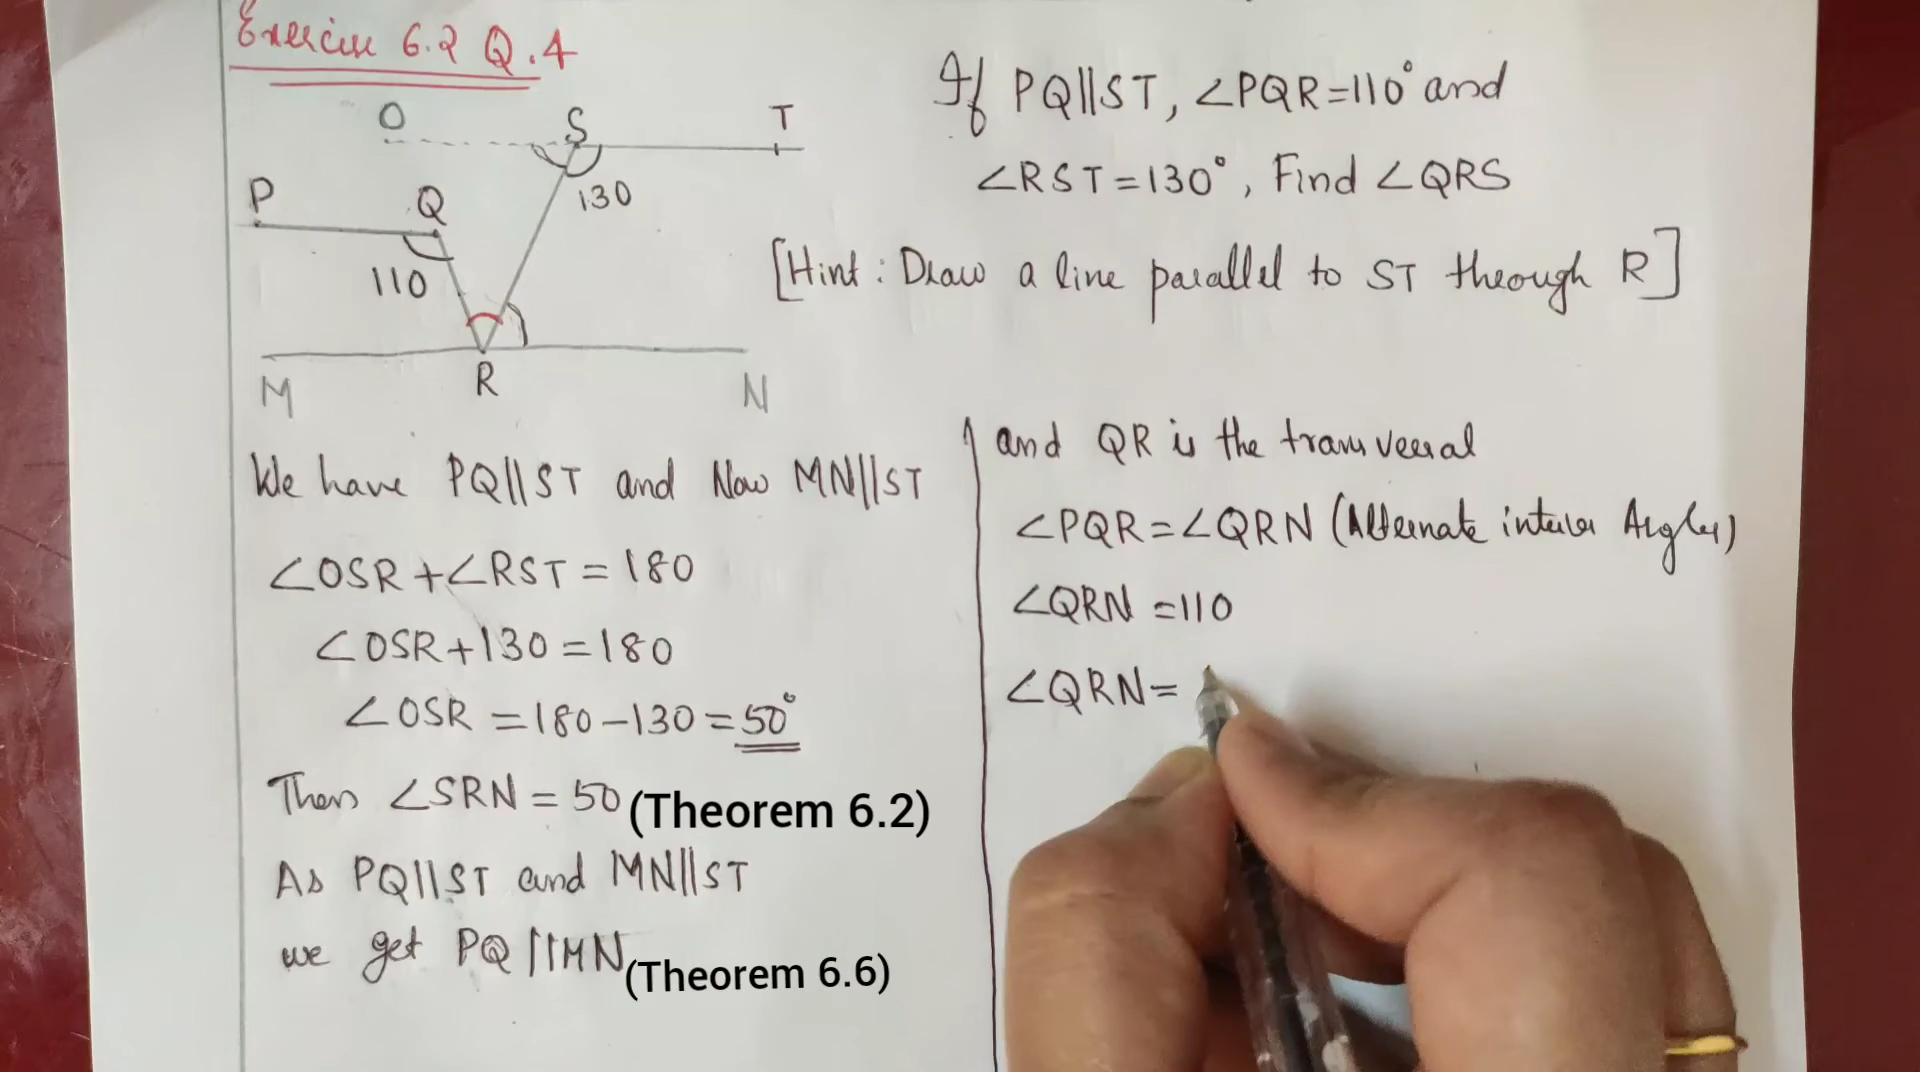 Exercise 6.2 Q.4
If PQ||ST, ∠PQR=110° and
∠RST=130°, Find ∠QRS
[Hint: Draw a line parallel to ST through R]
O S T
130
P Q
110
M R N
We have PQ||ST and Now MN||ST
∠OSR+∠RST=180
∠OSR+130=180
∠OSR=180-130=50°
Then ∠SRN=50 (Theorem 6.2)
As PQ||ST and MN||ST
we get PQ||MN (Theorem 6.6)
and QR is the tranversal
∠PQR=∠QRN (Alternate interior Angles)
∠QRN=110
∠QRN=